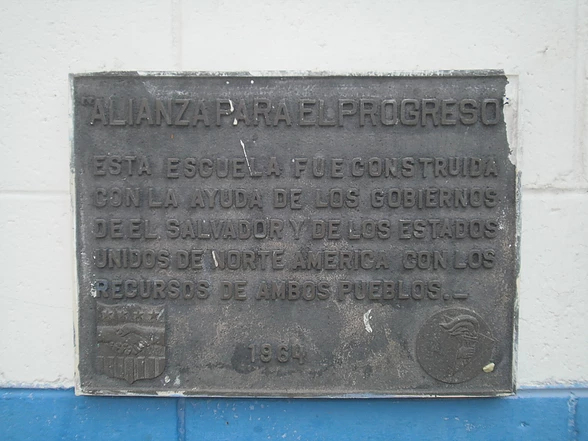 "ALIANZA PARA EL PROGRESO
ESTA ESCUELA FUE CONSTRUIDA
CON LA AYUDA DE LOS GOBIERNOS
DE EL SALVADOR Y DE LOS ESTADOS
UNIDOS DE NORTE AMERICA CON LOS
RECURSOS DE AMBOS PUEBLOS._
1964